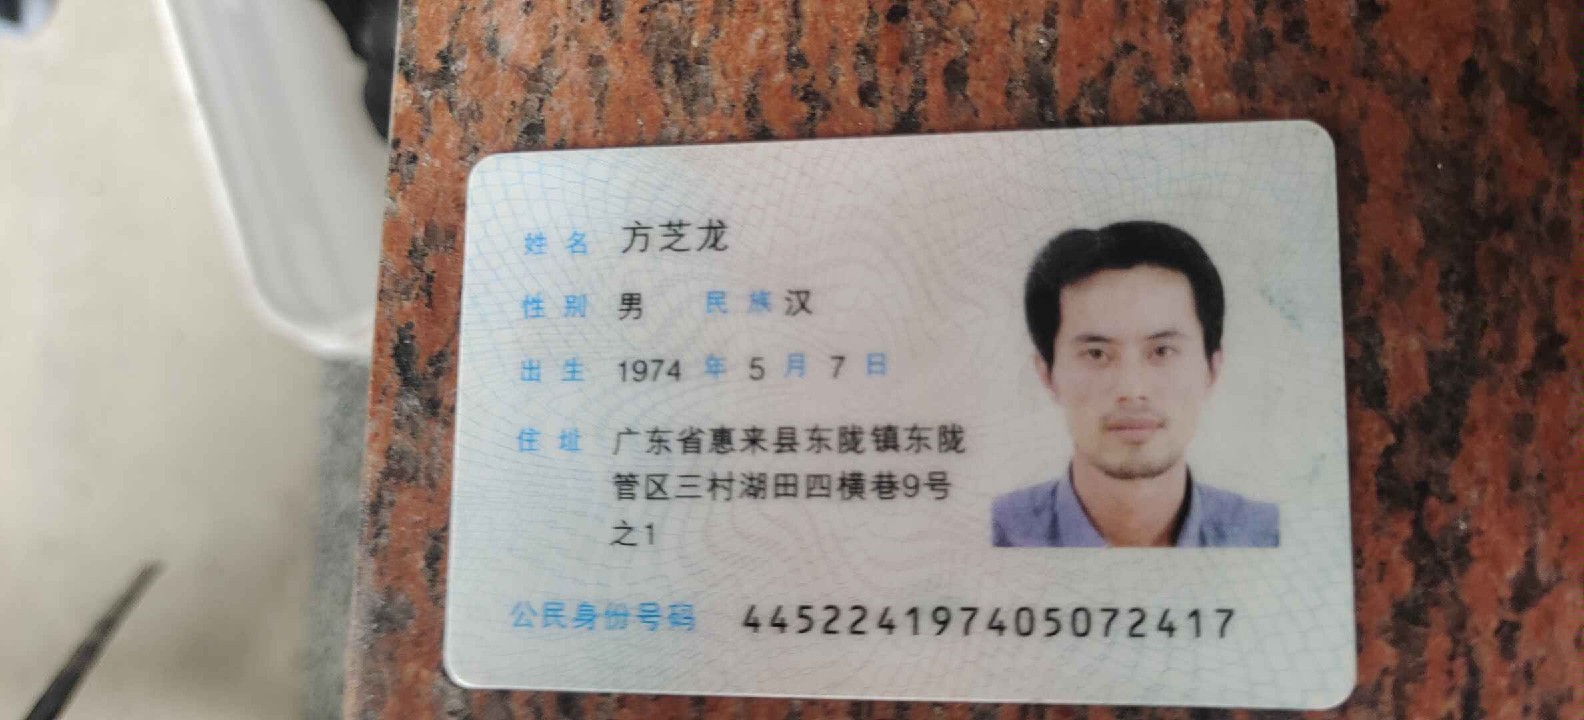 姓名 方芝龙
性别 男 民族 汉
出生 1974 年 5 月 7 日
住址 广东省惠来县东陇镇东陇
管区三村湖田四横巷9号
之1
公民身份号码 445224197405072417